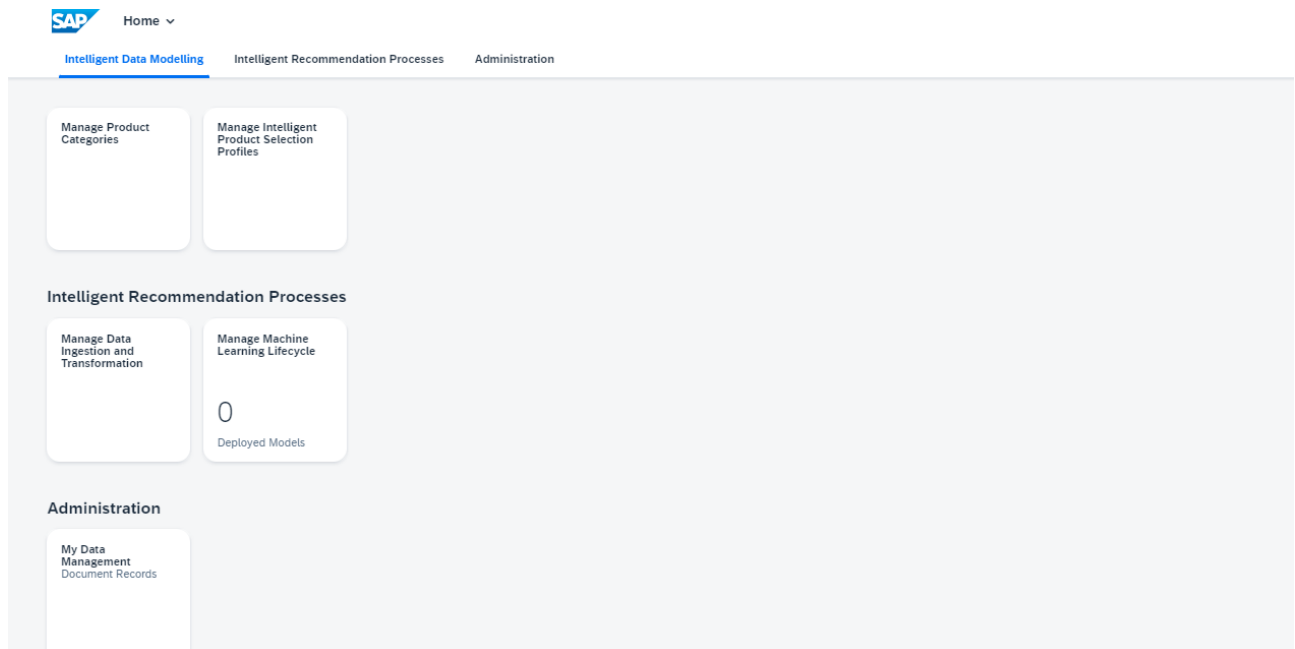 SAP Home
Intelligent Data Modelling Intelligent Recommendation Processes Administration
Manage Product
Categories
Manage Intelligent
Product Selection
Profiles
Intelligent Recommendation Processes
Manage Data
Ingestion and
Transformation
Manage Machine
Learning Lifecycle
0
Deployed Models
Administration
My Data
Management
Document Records